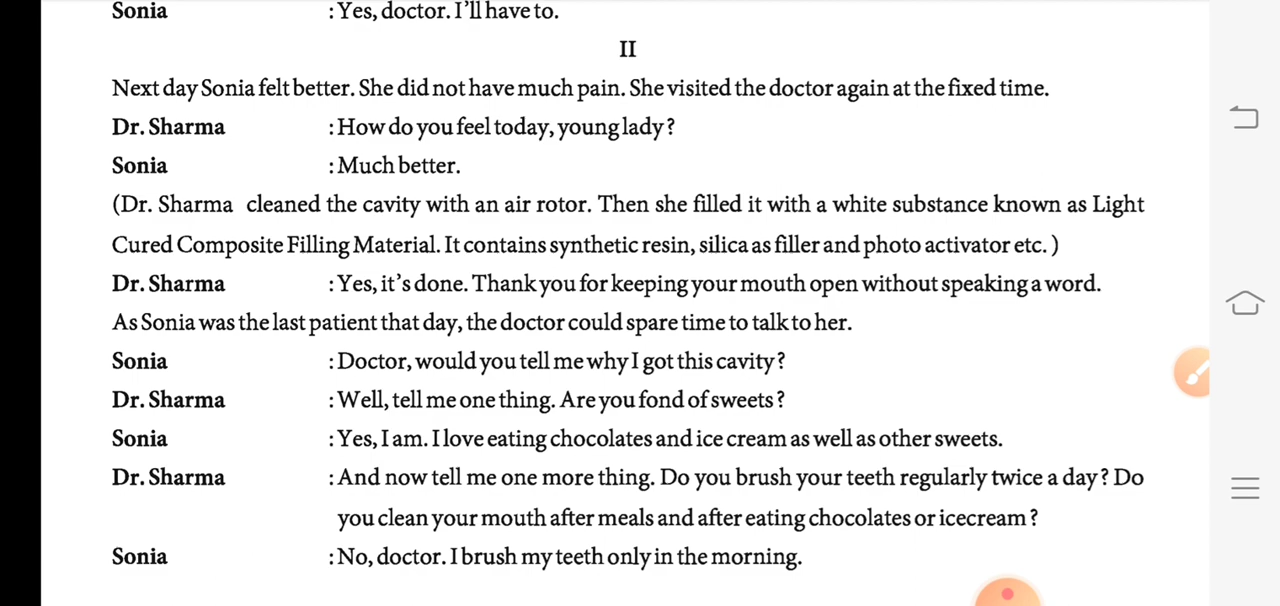 Sonia : Yes, doctor. I'll have to.
II
Next day Sonia felt better. She did not have much pain. She visited the doctor again at the fixed time.
Dr. Sharma : How do you feel today, young lady?
Sonia : Much better.
(Dr. Sharma cleaned the cavity with an air rotor. Then she filled it with a white substance known as Light
Cured Composite Filling Material. It contains synthetic resin, silica as filler and photo activator etc. )
Dr. Sharma : Yes, it's done. Thank you for keeping your mouth open without speaking a word.
As Sonia was the last patient that day, the doctor could spare time to talk to her.
Sonia : Doctor, would you tell me why I got this cavity?
Dr. Sharma : Well, tell me one thing. Are you fond of sweets?
Sonia : Yes, I am. I love eating chocolates and ice cream as well as other sweets.
Dr. Sharma : And now tell me one more thing. Do you brush your teeth regularly twice a day? Do
you clean your mouth after meals and after eating chocolates or icecream?
Sonia : No, doctor. I brush my teeth only in the morning.